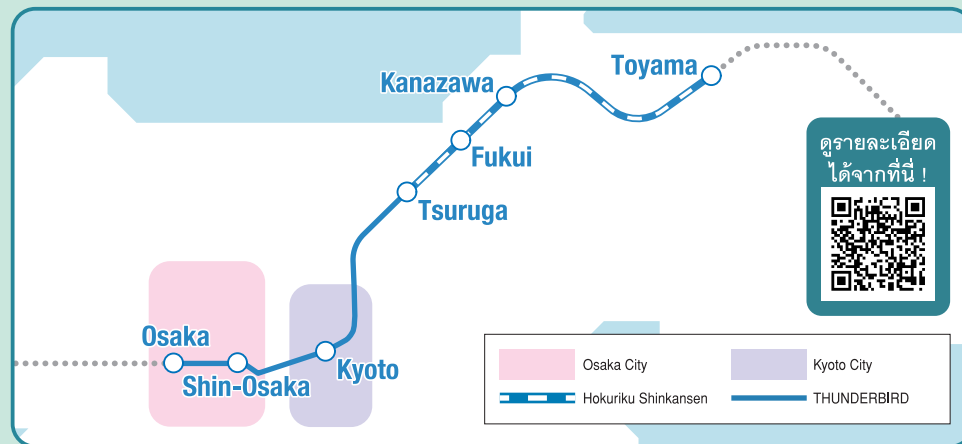 Toyama
Kanazawa
Fukui
Tsuruga
ดูรายละเอียด
ได้จากที่นี่ !
Osaka
Shin-Osaka
Kyoto
Osaka City
Kyoto City
Hokuriku Shinkansen
THUNDERBIRD